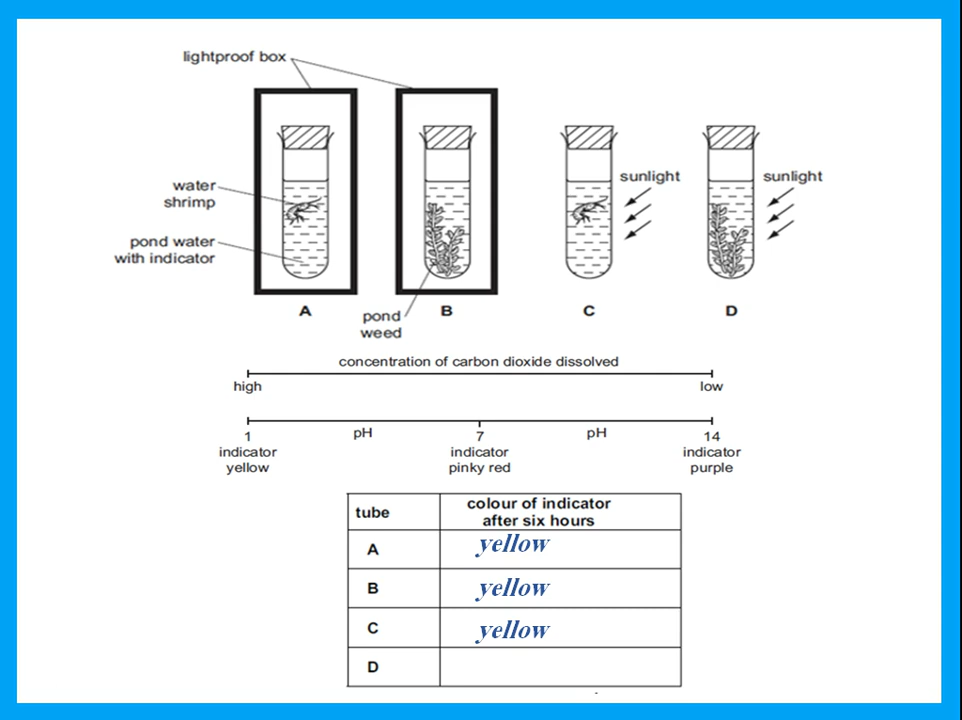 lightproof box
water
shrimp
pond water
with indicator
sunlight
sunlight
A
B
C
D
pond
weed
concentration of carbon dioxide dissolved
high
low
1
pH
7
pH
14
indicator
indicator
indicator
yellow
pinky red
purple
tube
colour of indicator
after six hours
A
yellow
B
yellow
C
yellow
D